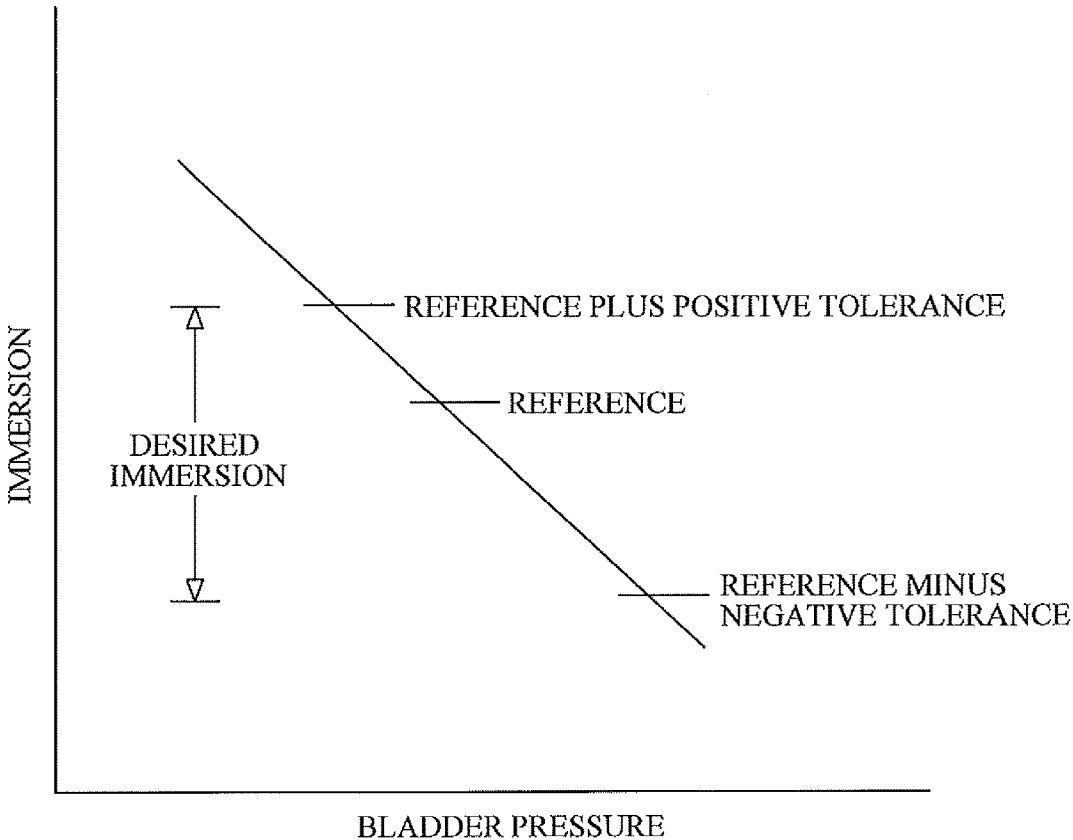 REFERENCE PLUS POSITIVE TOLERANCE
REFERENCE
DESIRED
IMMERSION
IMMERSION
REFERENCE MINUS
NEGATIVE TOLERANCE
BLADDER PRESSURE